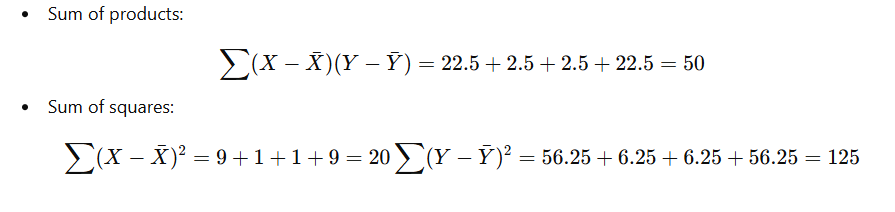 • Sum of products:
∑(X − X̄)(Y − Ȳ) = 22.5 + 2.5 + 2.5 + 22.5 = 50
• Sum of squares:
∑(X − X̄)² = 9 + 1 + 1 + 9 = 20 ∑(Y − Ȳ)² = 56.25 + 6.25 + 6.25 + 56.25 = 125